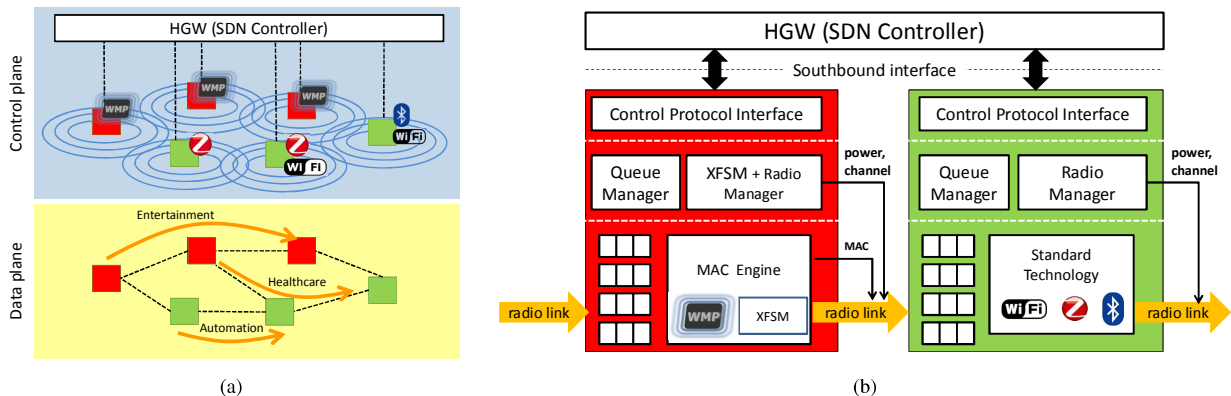 HGW (SDN Controller)
Control plane
WMP
WMP
WMP
Z
Z
Wi Fi
Wi Fi
Data plane
Entertainment
Healthcare
Automation
(a)
HGW (SDN Controller)
Southbound interface
Control Protocol Interface
Queue
Manager
XFSM + Radio
Manager
power,
channel
MAC
MAC Engine
WMP
XFSM
radio link
radio link
Control Protocol Interface
Queue
Manager
Radio
Manager
power,
channel
Standard
Technology
Wi Fi
Z
radio link
(b)